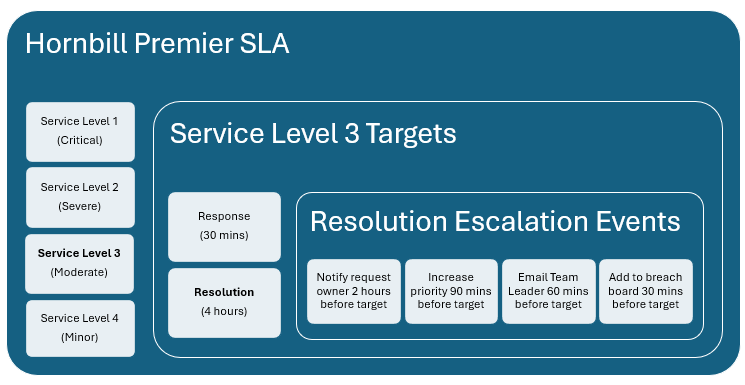 Hornbill Premier SLA
Service Level 1
(Critical)
Service Level 2
(Severe)
Service Level 3
(Moderate)
Service Level 4
(Minor)
Service Level 3 Targets
Response
(30 mins)
Resolution
(4 hours)
Resolution Escalation Events
Notify request
owner 2 hours
before target
Increase
priority 90 mins
before target
Email Team
Leader 60 mins
before target
Add to breach
board 30 mins
before target